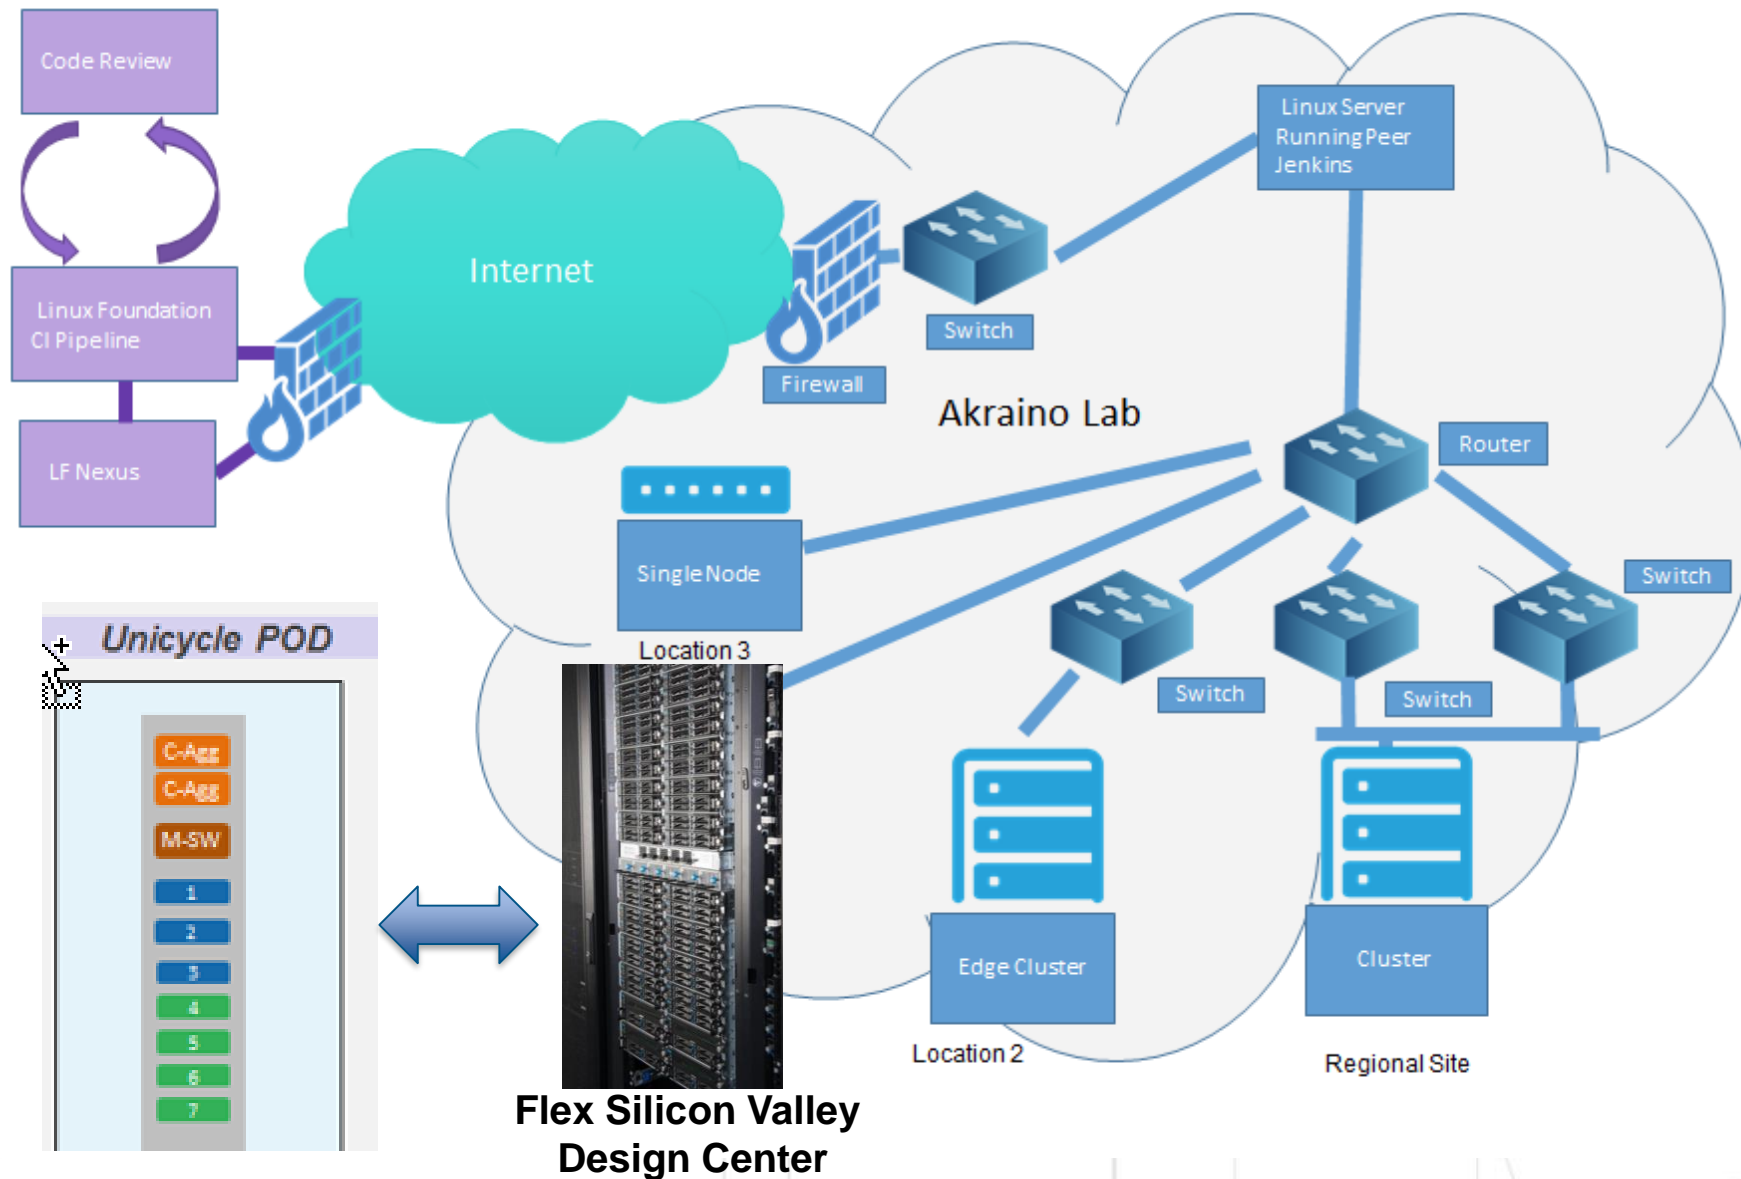 Code Review
Linux Foundation
CI Pipeline
LF Nexus
Internet
Firewall
Switch
Linux Server
Running Peer
Jenkins
Akraino Lab
Router
Single Node
Location 3
Switch
Switch
Switch
Edge Cluster
Location 2
Cluster
Regional Site
Unicycle POD
C-Agg
C-Agg
M-SW
1
2
3
4
5
6
7
Flex Silicon Valley
Design Center